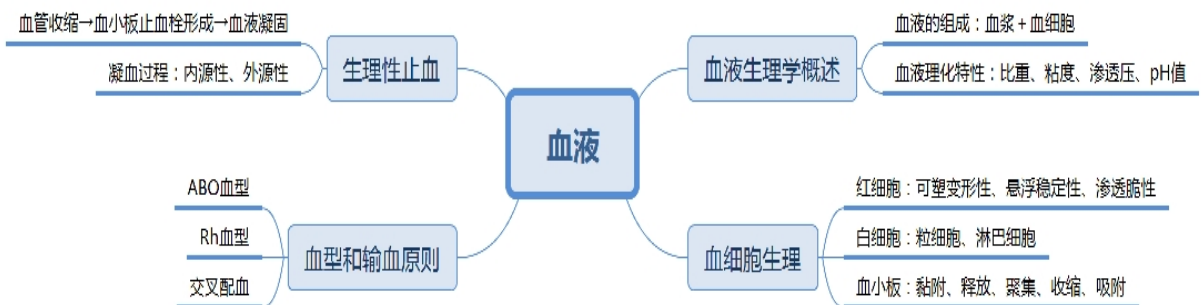 血液
血液生理学概述
血液的组成：血浆＋血细胞
血液理化特性：比重、粘度、渗透压、pH值
血细胞生理
红细胞：可塑变形性、悬浮稳定性、渗透脆性
白细胞：粒细胞、淋巴细胞
血小板：黏附、释放、聚集、收缩、吸附
生理性止血
血管收缩→血小板止血栓形成→血液凝固
凝血过程：内源性、外源性
血型和输血原则
ABO血型
Rh血型
交叉配血